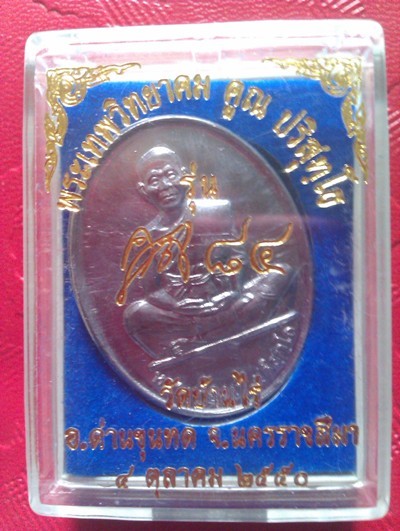 พระเทพวิทยาคม คูณ ปริสุทโธ
รุ่น
๘๔
วัดบ้านไร่
อ.ด่านขุนทด จ.นครราชสีมา
๔ ตุลาคม ๒๕๕๐